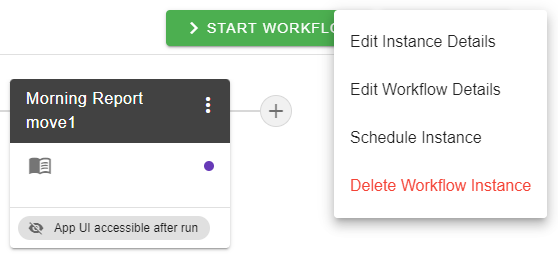 START WORKFL
Edit Instance Details
Edit Workflow Details
Schedule Instance
Delete Workflow Instance
Morning Report
move1
App UI accessible after run